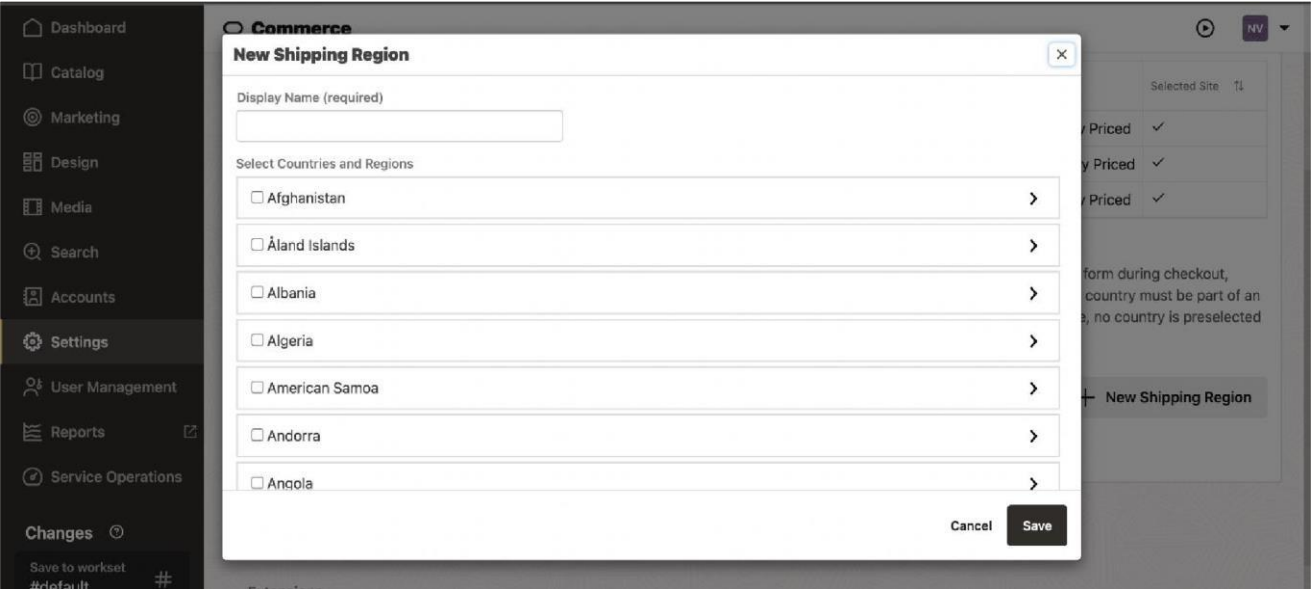 Dashboard
Catalog
Marketing
Design
Media
Search
Accounts
Settings
User Management
Reports
Service Operations
Changes
Save to workset
#default
#
Commerce
NV
New Shipping Region
Display Name (required)
Select Countries and Regions
Afghanistan
Åland Islands
Albania
Algeria
American Samoa
Andorra
Angola
Cancel Save
Selected Site
Priced
y Priced
Priced
form during checkout,
country must be part of an
, no country is preselected
New Shipping Region